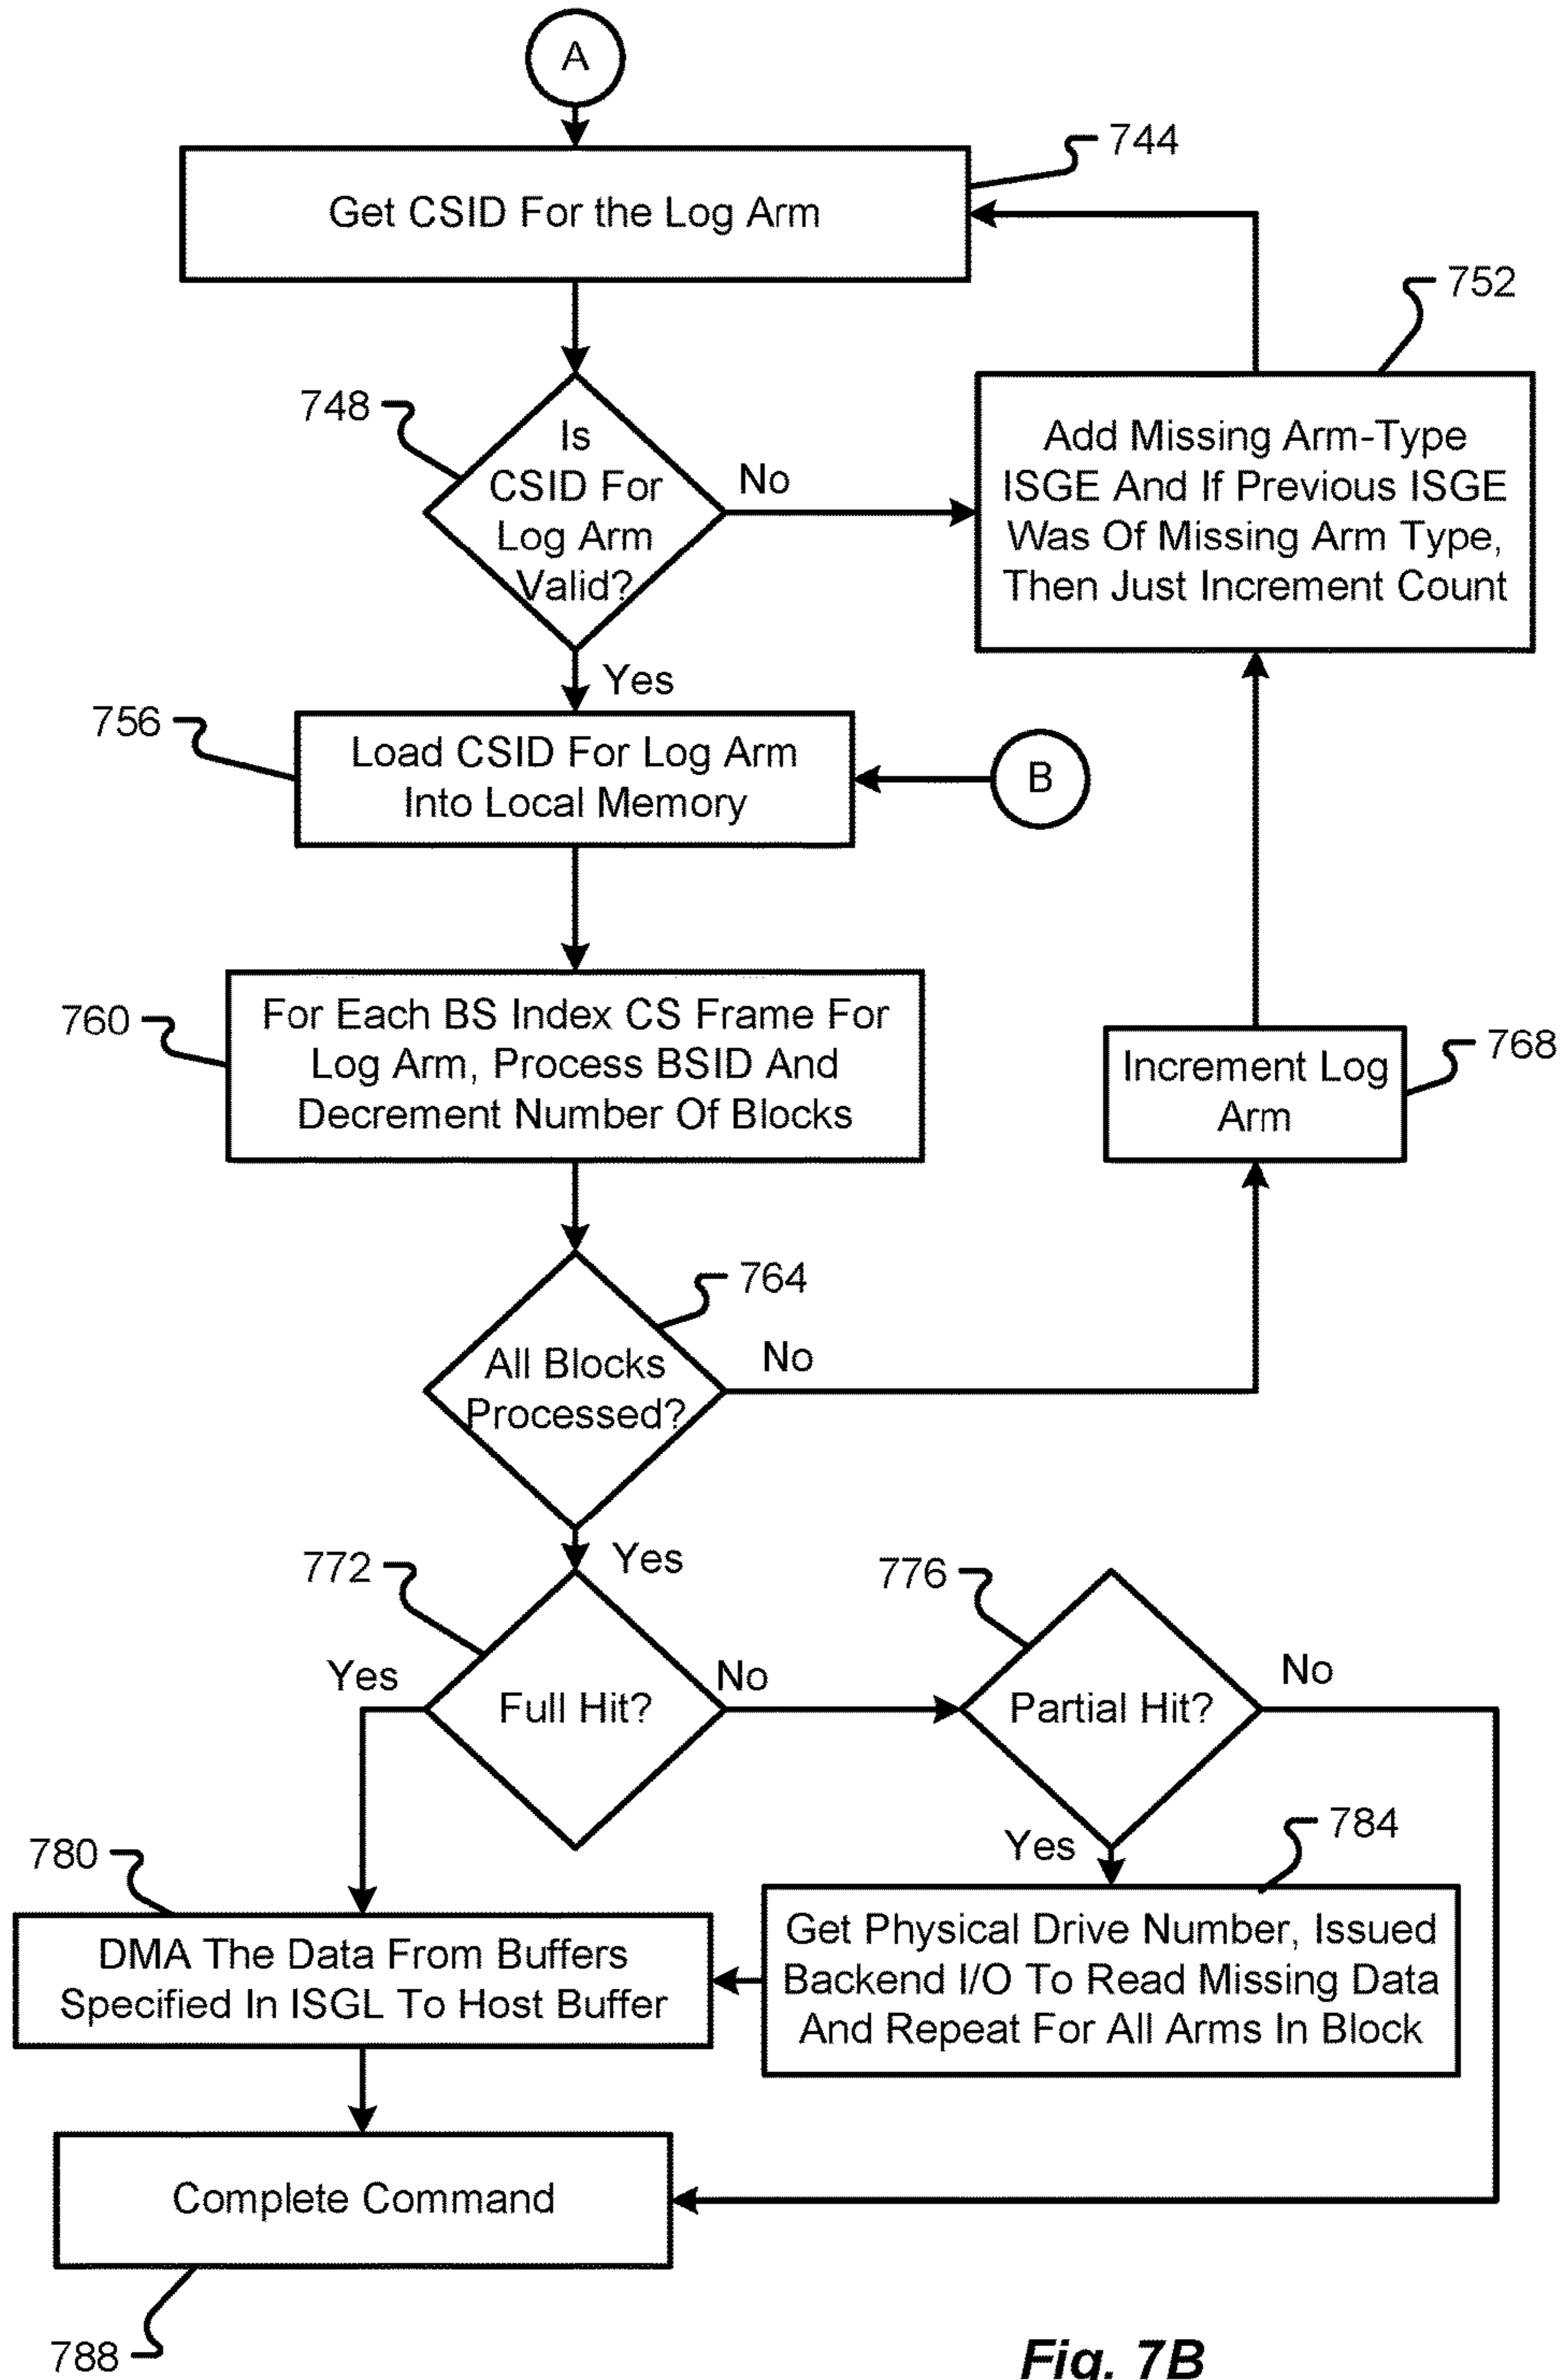 A
744
Get CSID For the Log Arm
752
748
Is
CSID For
Log Arm
Valid?
No
Add Missing Arm-Type
ISGE And If Previous ISGE
Was Of Missing Arm Type,
Then Just Increment Count
Yes
756
Load CSID For Log Arm
Into Local Memory
B
760
For Each BS Index CS Frame For
Log Arm, Process BSID And
Decrement Number Of Blocks
Increment Log
Arm
768
764
All Blocks
Processed?
No
Yes
772
776
Yes
Full Hit?
No
Partial Hit?
No
Yes
784
780
DMA The Data From Buffers
Specified In ISGL To Host Buffer
Get Physical Drive Number, Issued
Backend I/O To Read Missing Data
And Repeat For All Arms In Block
Complete Command
788
Fig. 7B